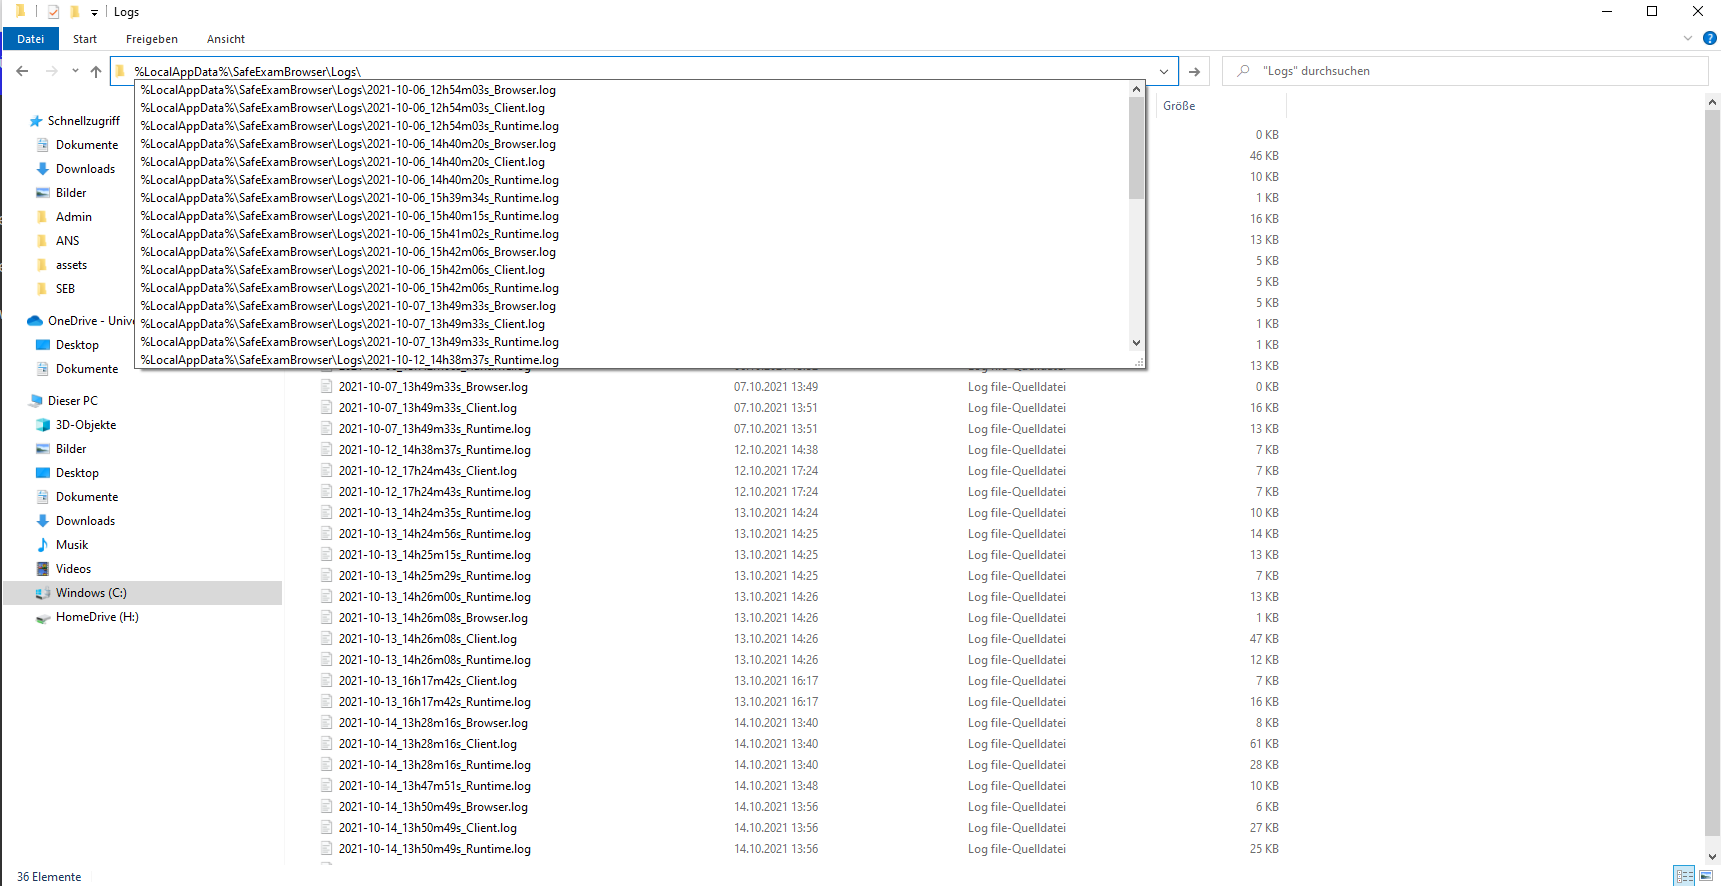 Logs
Datei Start Freigeben Ansicht
%LocalAppData%\SafeExamBrowser\Logs\
"Logs" durchsuchen
%LocalAppData%\SafeExamBrowser\Logs\2021-10-06_12h54m03s_Browser.log
%LocalAppData%\SafeExamBrowser\Logs\2021-10-06_12h54m03s_Client.log
%LocalAppData%\SafeExamBrowser\Logs\2021-10-06_12h54m03s_Runtime.log
%LocalAppData%\SafeExamBrowser\Logs\2021-10-06_14h40m20s_Browser.log
%LocalAppData%\SafeExamBrowser\Logs\2021-10-06_14h40m20s_Client.log
%LocalAppData%\SafeExamBrowser\Logs\2021-10-06_14h40m20s_Runtime.log
%LocalAppData%\SafeExamBrowser\Logs\2021-10-06_15h39m34s_Runtime.log
%LocalAppData%\SafeExamBrowser\Logs\2021-10-06_15h40m15s_Runtime.log
%LocalAppData%\SafeExamBrowser\Logs\2021-10-06_15h41m02s_Runtime.log
%LocalAppData%\SafeExamBrowser\Logs\2021-10-06_15h42m06s_Browser.log
%LocalAppData%\SafeExamBrowser\Logs\2021-10-06_15h42m06s_Client.log
%LocalAppData%\SafeExamBrowser\Logs\2021-10-06_15h42m06s_Runtime.log
%LocalAppData%\SafeExamBrowser\Logs\2021-10-07_13h49m33s_Browser.log
%LocalAppData%\SafeExamBrowser\Logs\2021-10-07_13h49m33s_Client.log
%LocalAppData%\SafeExamBrowser\Logs\2021-10-07_13h49m33s_Runtime.log
%LocalAppData%\SafeExamBrowser\Logs\2021-10-12_14h38m37s_Runtime.log
Schnellzugriff
Dokumente
Downloads
Bilder
Admin
ANS
assets
SEB
OneDrive - Unive
Desktop
Dokumente
Dieser PC
3D-Objekte
Bilder
Desktop
Dokumente
Downloads
Musik
Videos
Windows (C:)
HomeDrive (H:)
Größe
0 KB
46 KB
10 KB
1 KB
16 KB
13 KB
5 KB
5 KB
5 KB
1 KB
1 KB
13 KB
2021-10-07_13h49m33s_Browser.log 07.10.2021 13:49 Log file-Quelldatei 0 KB
2021-10-07_13h49m33s_Client.log 07.10.2021 13:51 Log file-Quelldatei 16 KB
2021-10-07_13h49m33s_Runtime.log 07.10.2021 13:51 Log file-Quelldatei 13 KB
2021-10-12_14h38m37s_Runtime.log 12.10.2021 14:38 Log file-Quelldatei 7 KB
2021-10-12_17h24m43s_Client.log 12.10.2021 17:24 Log file-Quelldatei 7 KB
2021-10-12_17h24m43s_Runtime.log 12.10.2021 17:24 Log file-Quelldatei 7 KB
2021-10-13_14h24m35s_Runtime.log 13.10.2021 14:24 Log file-Quelldatei 10 KB
2021-10-13_14h24m56s_Runtime.log 13.10.2021 14:25 Log file-Quelldatei 14 KB
2021-10-13_14h25m15s_Runtime.log 13.10.2021 14:25 Log file-Quelldatei 13 KB
2021-10-13_14h25m29s_Runtime.log 13.10.2021 14:25 Log file-Quelldatei 7 KB
2021-10-13_14h26m00s_Runtime.log 13.10.2021 14:26 Log file-Quelldatei 13 KB
2021-10-13_14h26m08s_Browser.log 13.10.2021 14:26 Log file-Quelldatei 1 KB
2021-10-13_14h26m08s_Client.log 13.10.2021 14:26 Log file-Quelldatei 47 KB
2021-10-13_14h26m08s_Runtime.log 13.10.2021 14:26 Log file-Quelldatei 12 KB
2021-10-13_16h17m42s_Client.log 13.10.2021 16:17 Log file-Quelldatei 7 KB
2021-10-13_16h17m42s_Runtime.log 13.10.2021 16:17 Log file-Quelldatei 16 KB
2021-10-14_13h28m16s_Browser.log 14.10.2021 13:40 Log file-Quelldatei 8 KB
2021-10-14_13h28m16s_Client.log 14.10.2021 13:40 Log file-Quelldatei 61 KB
2021-10-14_13h28m16s_Runtime.log 14.10.2021 13:40 Log file-Quelldatei 28 KB
2021-10-14_13h47m51s_Runtime.log 14.10.2021 13:48 Log file-Quelldatei 10 KB
2021-10-14_13h50m49s_Browser.log 14.10.2021 13:56 Log file-Quelldatei 6 KB
2021-10-14_13h50m49s_Client.log 14.10.2021 13:56 Log file-Quelldatei 27 KB
2021-10-14_13h50m49s_Runtime.log 14.10.2021 13:56 Log file-Quelldatei 25 KB
36 Elemente